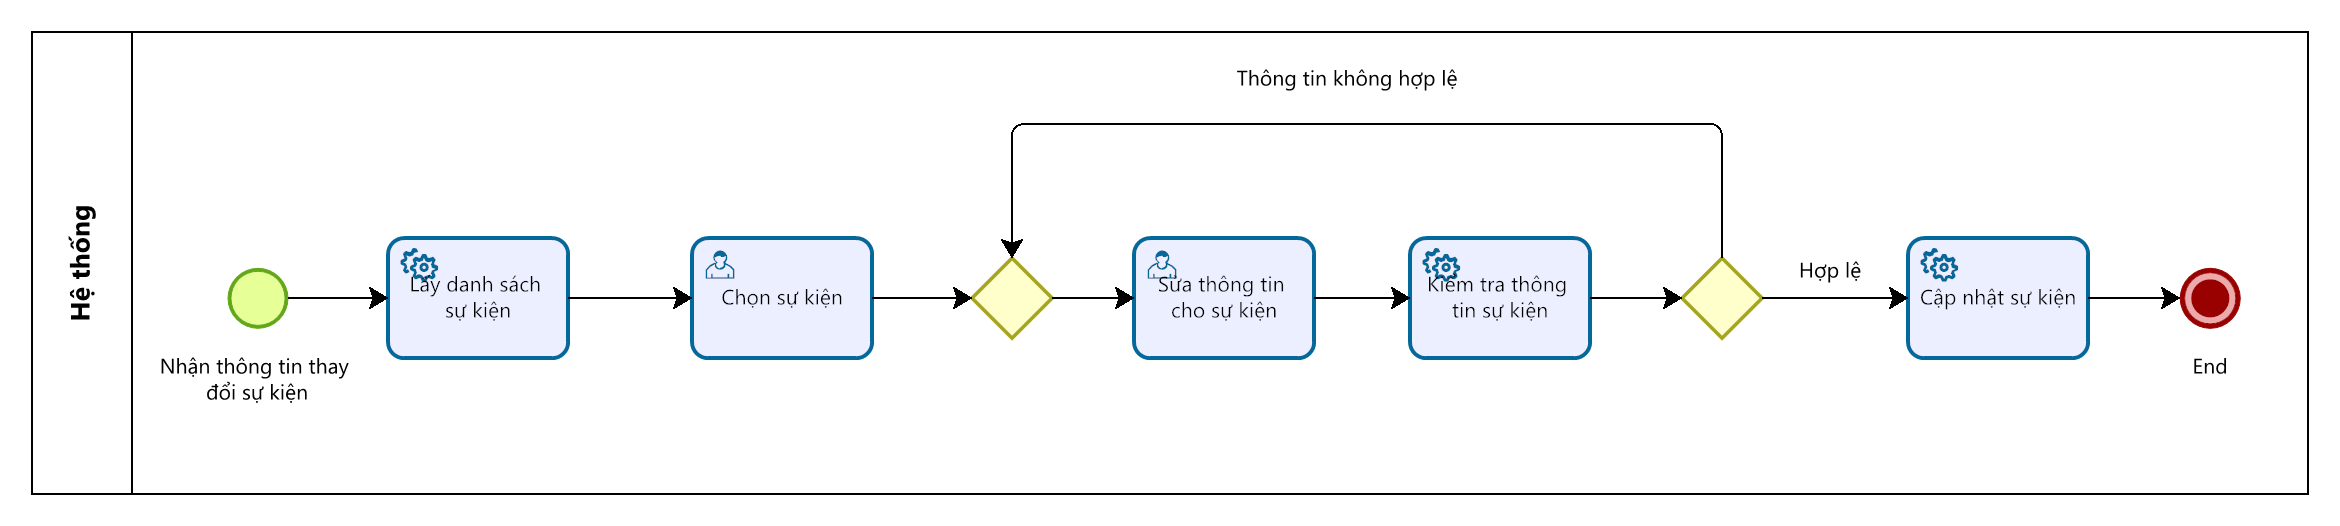 Hệ thống
Thông tin không hợp lệ
Nhận thông tin thay
đổi sự kiện
Lấy danh sách
sự kiện
Chọn sự kiện
Sửa thông tin
cho sự kiện
Kiểm tra thông
tin sự kiện
Hợp lệ
Cập nhật sự kiện
End